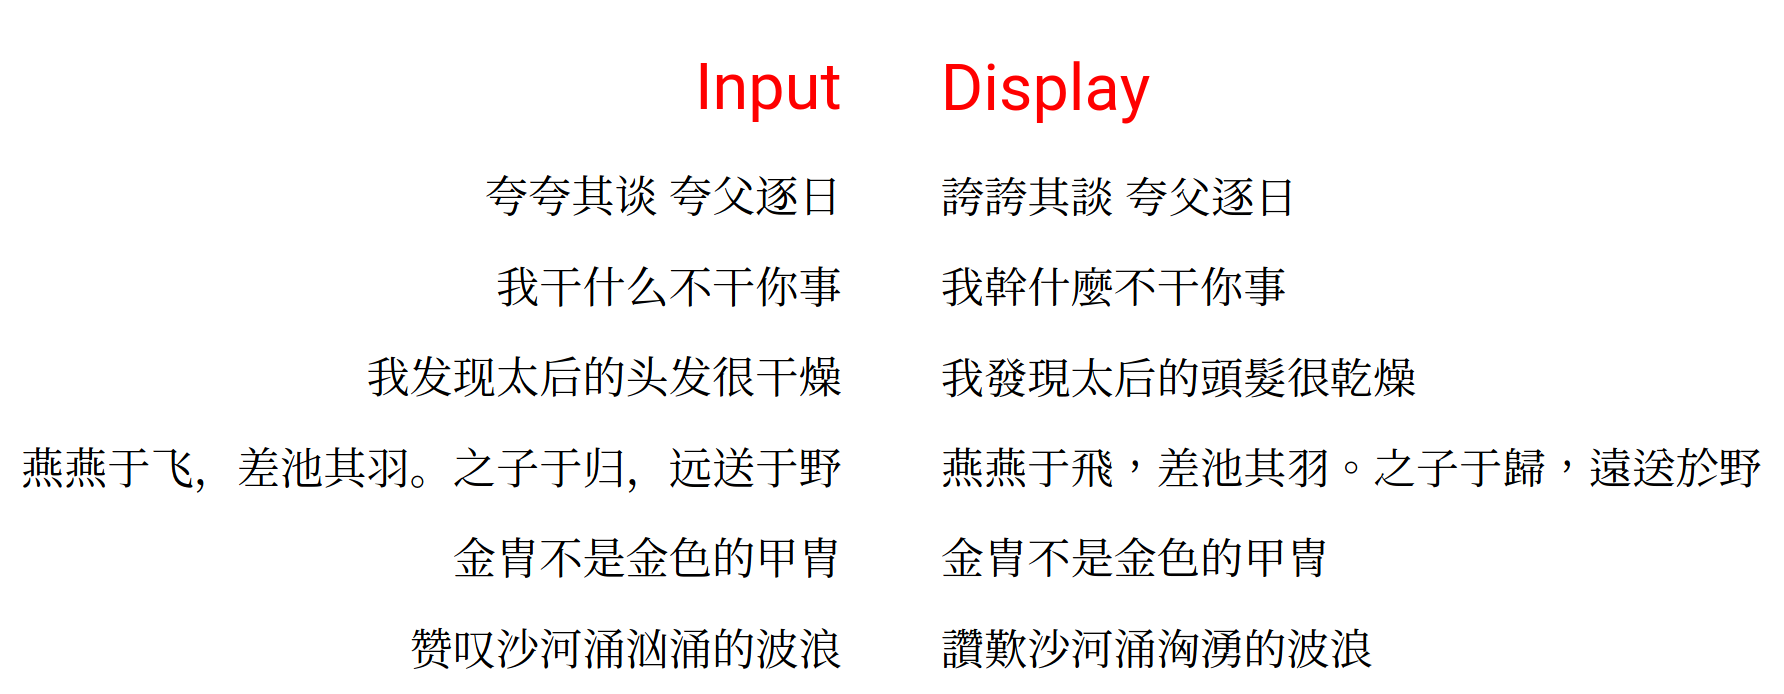 Input Display
夸夸其谈 夸父逐日 誇誇其談 夸父逐日
我干什么不干你事 我幹什麼不干你事
我发现太后的头发很干燥 我發現太后的頭髮很乾燥
燕燕于飞，差池其羽。之子于归，远送于野 燕燕于飛，差池其羽。之子于歸，遠送於野
金胄不是金色的甲胄 金冑不是金色的甲胄
赞叹沙河涌汹涌的波浪 讚歎沙河涌洶湧的波浪